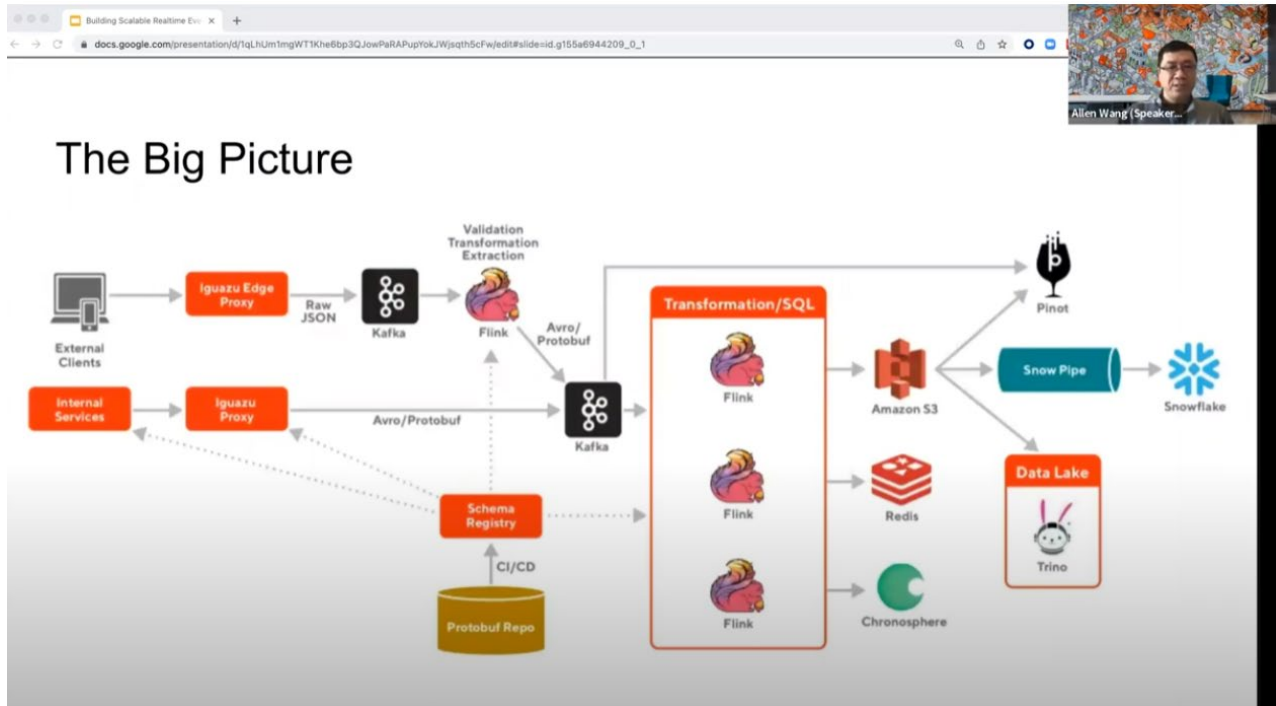 Building Scalable Realtime Eve
docs.google.com/presentation/d/1qLhUm1mgWT1Khe6bp3QJowPaRAPupYokJWjsqth5cFw/edit#slide=id.g155a6944209_0_1
Allen Wang (Speaker...
The Big Picture
Validation
Transformation
Extraction
Iguazu Edge
Proxy
Raw
JSON
Kafka
Flink
External
Clients
Avro/
Protobuf
Internal
Services
Iguazu
Proxy
Avro/Protobuf
Kafka
Schema
Registry
CI/CD
Protobuf Repo
Transformation/SQL
Flink
Flink
Flink
Amazon S3
Redis
Chronosphere
p
Pinot
Snow Pipe
Snowflake
Data Lake
Trino